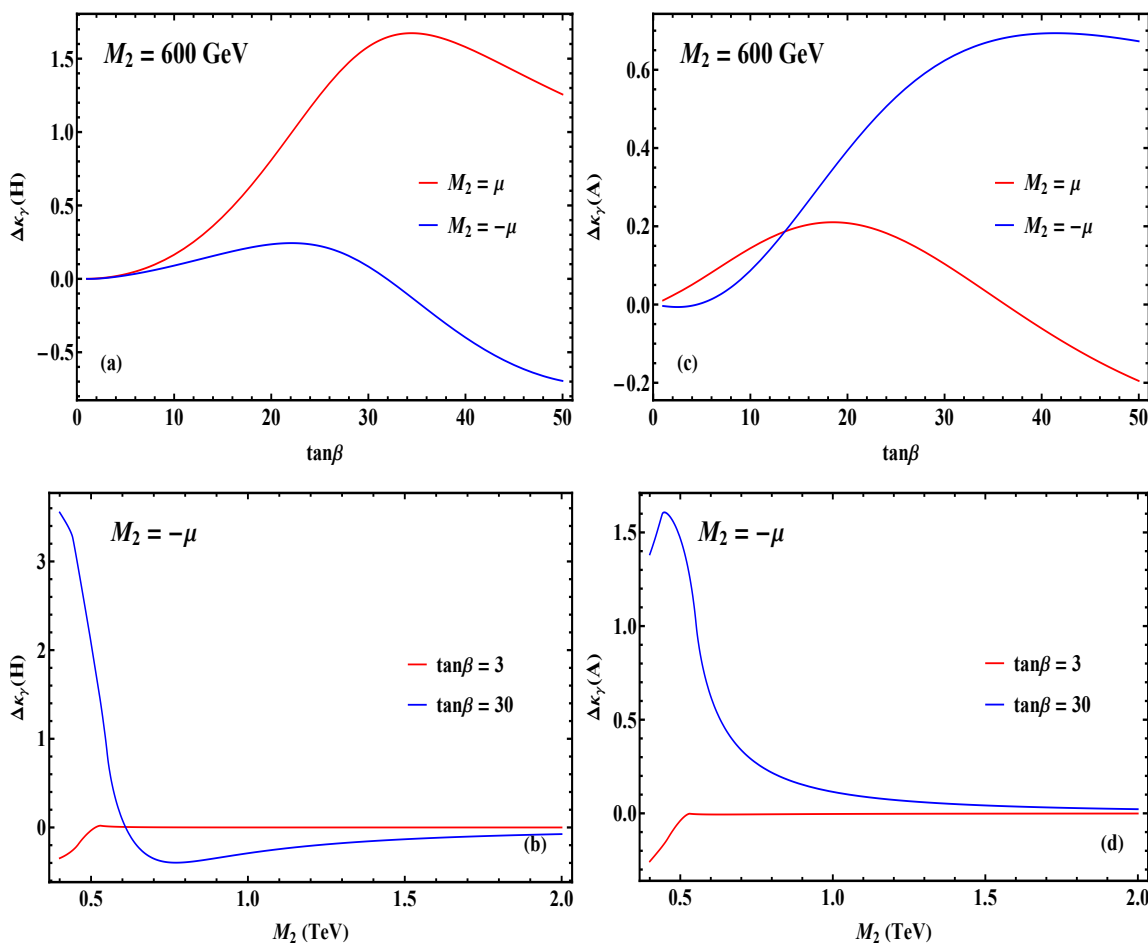 M₂ = 600 GeV
Δκγ(H)
1.5
1.0
0.5
0.0
−0.5
M₂ = μ
M₂ = −μ
(a)
0 10 20 30 40 50
tanβ
M₂ = 600 GeV
Δκγ(A)
0.6
0.4
0.2
0.0
−0.2
M₂ = μ
M₂ = −μ
(c)
0 10 20 30 40 50
tanβ
M₂ = −μ
Δκγ(H)
3
2
1
0
tanβ = 3
tanβ = 30
(b)
0.5 1.0 1.5 2.0
M₂ (TeV)
M₂ = −μ
Δκγ(A)
1.5
1.0
0.5
0.0
tanβ = 3
tanβ = 30
(d)
0.5 1.0 1.5 2.0
M₂ (TeV)